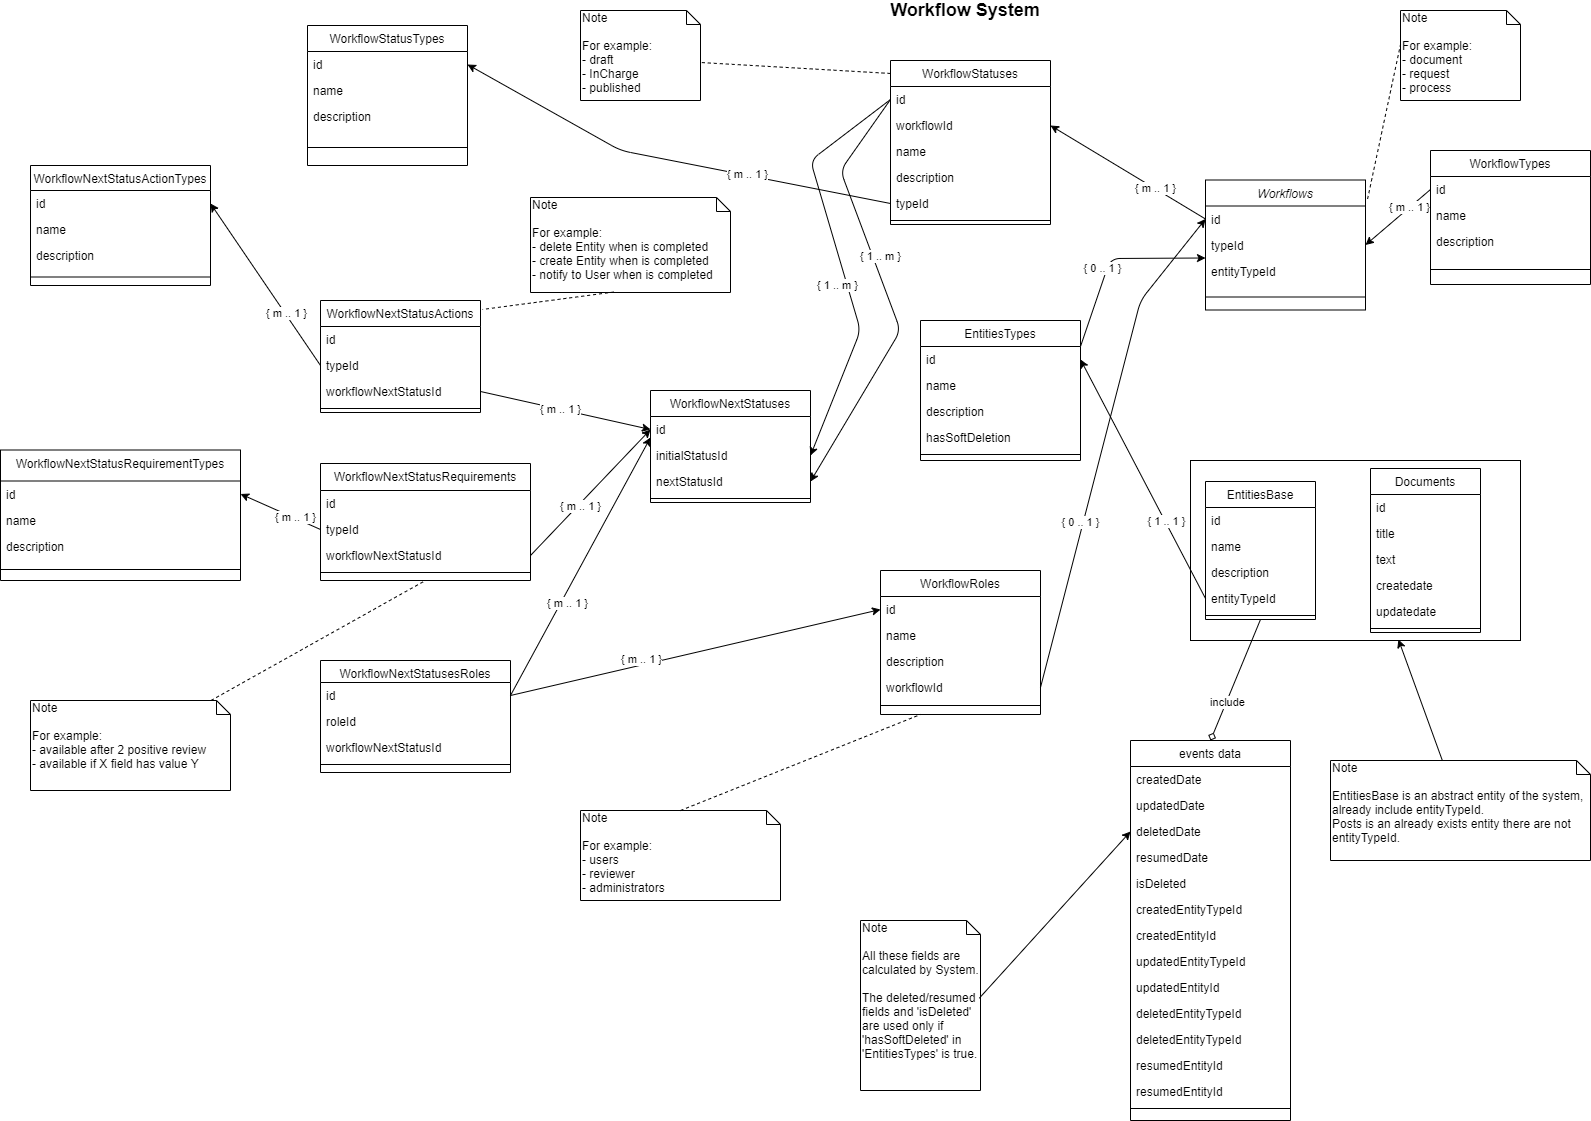 Workflow System
WorkflowStatusTypes
id
name
description
Note
For example:
- draft
- InCharge
- published
WorkflowStatuses
id
workflowId
name
description
typeId
Note
For example:
- document
- request
- process
WorkflowTypes
id
name
description
Workflows
id
typeId
entityTypeId
{ m .. 1 }
{ m .. 1 }
{ m .. 1 }
WorkflowNextStatusActionTypes
id
name
description
Note
For example:
- delete Entity when is completed
- create Entity when is completed
- notify to User when is completed
{ 1 .. m }
{ 1 .. m }
{ 0 .. 1 }
{ m .. 1 }
WorkflowNextStatusActions
id
typeId
workflowNextStatusId
{ m .. 1 }
EntitiesTypes
id
name
description
hasSoftDeletion
WorkflowNextStatuses
id
initialStatusId
nextStatusId
WorkflowNextStatusRequirementTypes
id
name
description
{ m .. 1 }
WorkflowNextStatusRequirements
id
typeId
workflowNextStatusId
{ m .. 1 }
{ 0 .. 1 }
{ 1 .. 1 }
EntitiesBase
id
name
description
entityTypeId
Documents
id
title
text
createdate
updatedate
{ m .. 1 }
WorkflowRoles
id
name
description
workflowId
{ m .. 1 }
WorkflowNextStatusesRoles
id
roleId
workflowNextStatusId
Note
For example:
- available after 2 positive review
- available if X field has value Y
include
events data
createdDate
updatedDate
deletedDate
resumedDate
isDeleted
createdEntityTypeId
createdEntityId
updatedEntityTypeId
updatedEntityId
deletedEntityTypeId
deletedEntityTypeId
resumedEntityId
resumedEntityId
Note
EntitiesBase is an abstract entity of the system,
already include entityTypeId.
Posts is an already exists entity there are not
entityTypeId.
Note
For example:
- users
- reviewer
- administrators
Note
All these fields are
calculated by System.
The deleted/resumed
fields and 'isDeleted'
are used only if
'hasSoftDeleted' in
'EntitiesTypes' is true.